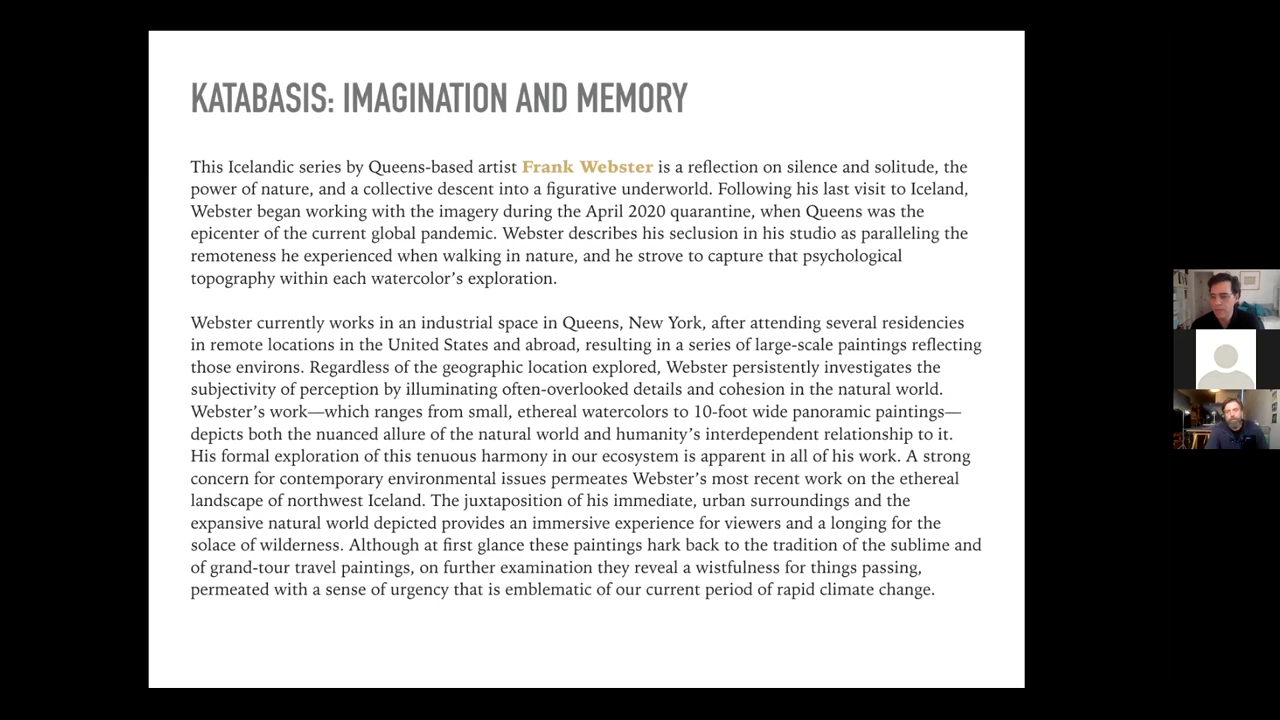 KATABASIS: IMAGINATION AND MEMORY
This Icelandic series by Queens-based artist Frank Webster is a reflection on silence and solitude, the
power of nature, and a collective descent into a figurative underworld. Following his last visit to Iceland,
Webster began working with the imagery during the April 2020 quarantine, when Queens was the
epicenter of the current global pandemic. Webster describes his seclusion in his studio as paralleling the
remoteness he experienced when walking in nature, and he strove to capture that psychological
topography within each watercolor’s exploration.
Webster currently works in an industrial space in Queens, New York, after attending several residencies
in remote locations in the United States and abroad, resulting in a series of large-scale paintings reflecting
those environs. Regardless of the geographic location explored, Webster persistently investigates the
subjectivity of perception by illuminating often-overlooked details and cohesion in the natural world.
Webster’s work—which ranges from small, ethereal watercolors to 10-foot wide panoramic paintings—
depicts both the nuanced allure of the natural world and humanity’s interdependent relationship to it.
His formal exploration of this tenuous harmony in our ecosystem is apparent in all of his work. A strong
concern for contemporary environmental issues permeates Webster’s most recent work on the ethereal
landscape of northwest Iceland. The juxtaposition of his immediate, urban surroundings and the
expansive natural world depicted provides an immersive experience for viewers and a longing for the
solace of wilderness. Although at first glance these paintings hark back to the tradition of the sublime and
of grand-tour travel paintings, on further examination they reveal a wistfulness for things passing,
permeated with a sense of urgency that is emblematic of our current period of rapid climate change.